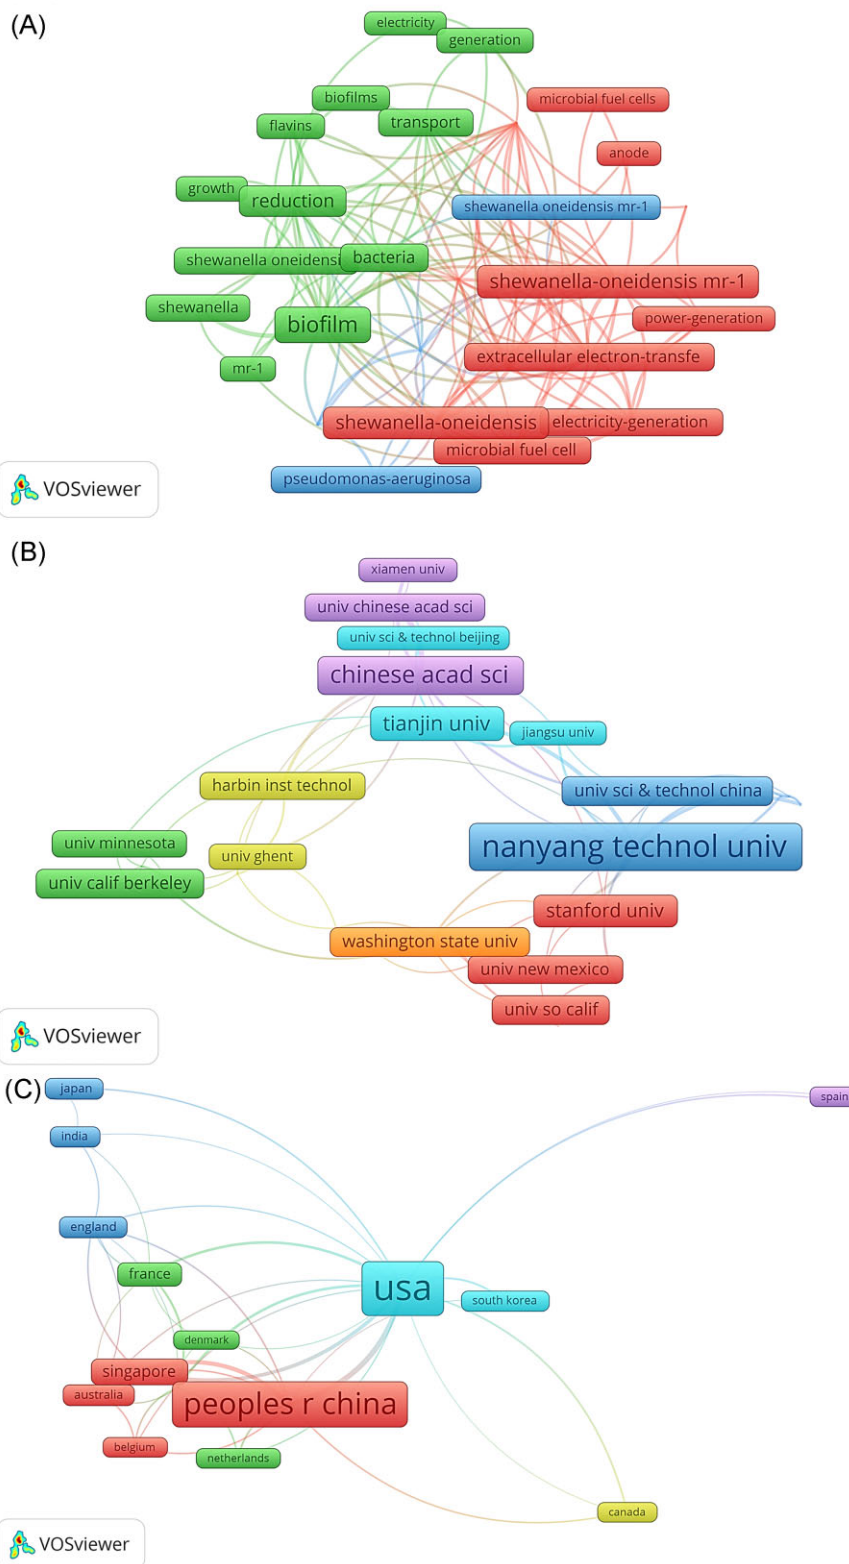 (A)
electricity
generation
biofilms
microbial fuel cells
flavins
transport
anode
growth
reduction
shewanella oneidensis mr-1
shewanella oneidensi
bacteria
shewanella-oneidensis mr-1
shewanella
power-generation
biofilm
extracellular electron-transfe
mr-1
shewanella-oneidensis
electricity-generation
microbial fuel cell
pseudomonas-aeruginosa
VOSviewer
(B)
xiamen univ
univ chinese acad sci
univ sci & technol beijing
chinese acad sci
tianjin univ
jiangsu univ
harbin inst technol
univ sci & technol china
univ minnesota
nanyang technol univ
univ ghent
univ calif berkeley
stanford univ
washington state univ
univ new mexico
univ so calif
VOSviewer
(C)
japan
spain
india
england
france
usa
south korea
denmark
singapore
australia
peoples r china
belgium
netherlands
canada
VOSviewer